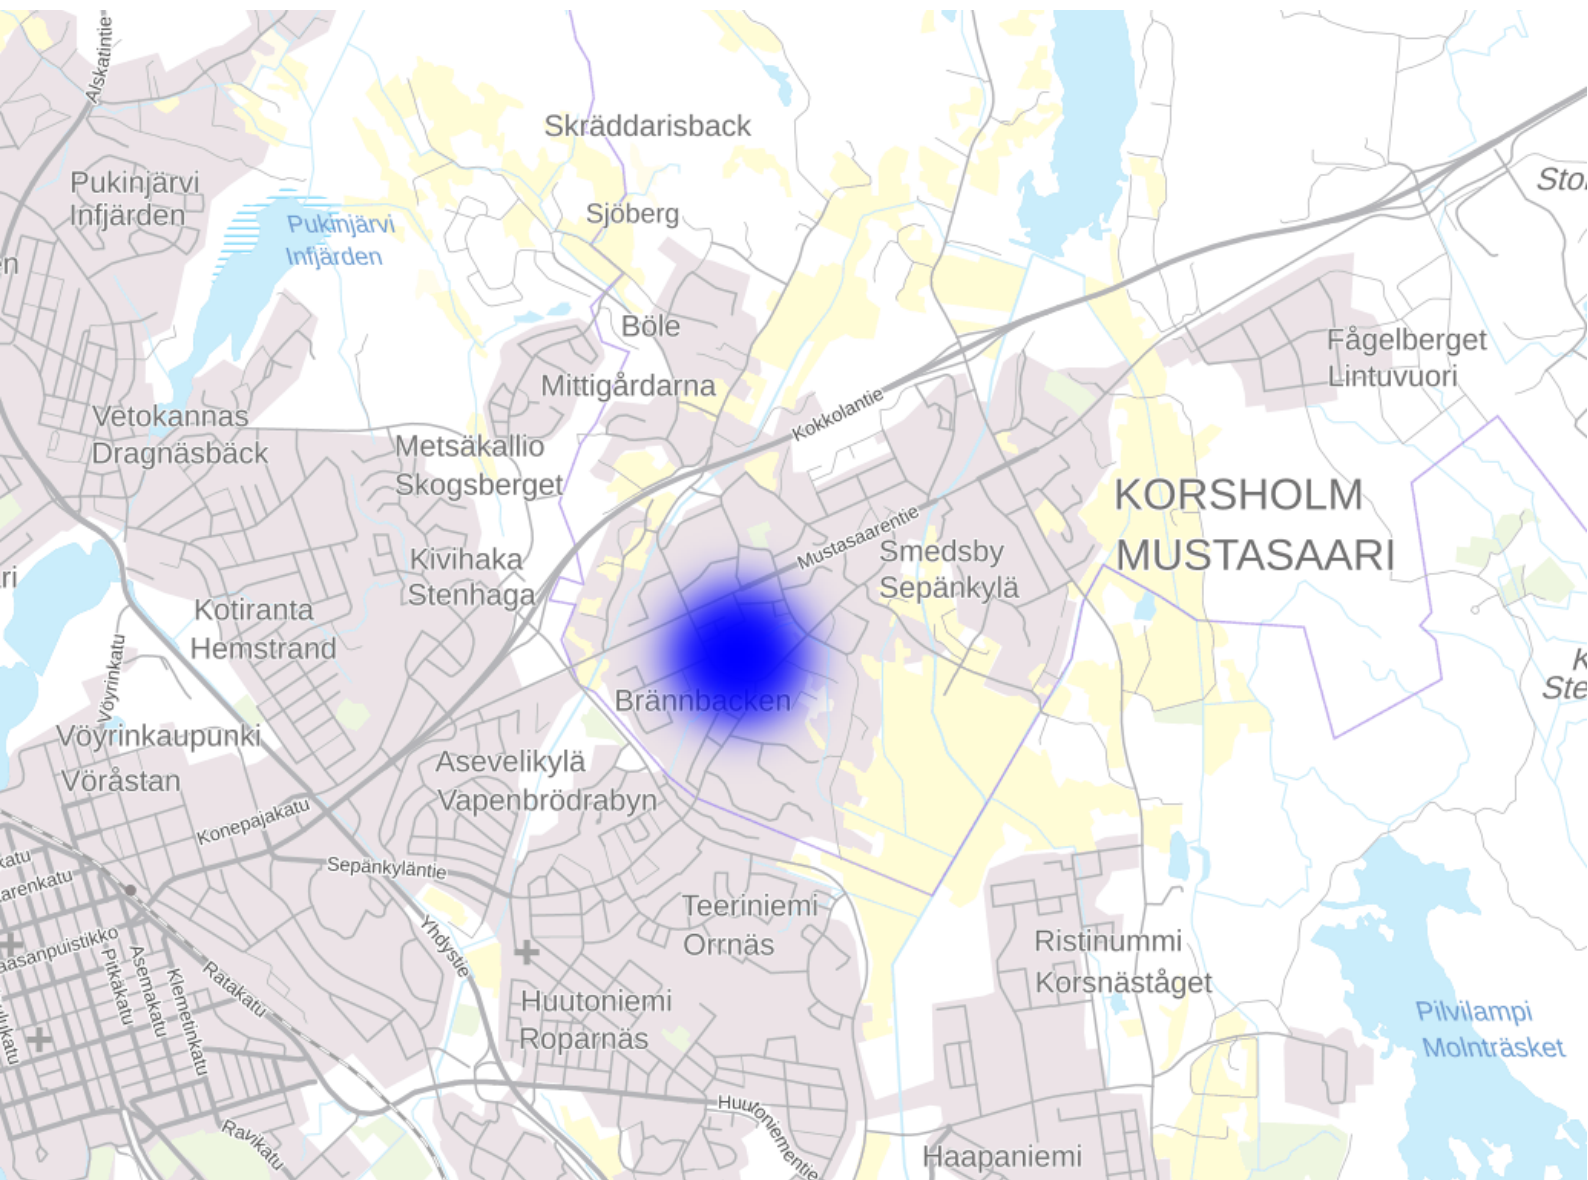 Alskatintie
Skräddarisback
Pukinjärvi
Infjärden
Sjöberg
Pukinjärvi
Infjärden
Böle
Fågelberget
Lintuvuori
Mittigårdarna
Kokkolantie
Vetokannas
Dragnäsbäck
Metsäkallio
Skogsberget
KORSHOLM
MUSTASAARI
Mustasaarentie
Smedsby
Sepänkylä
Kivihaka
Stenhaga
Kotiranta
Hemstrand
Vöyrinkatu
Brännbacken
Vöyrinkaupunki
Vöråstan
Asevelikylä
Vapenbrödrabyn
Konepajakatu
Sepänkyläntie
Teeriniemi
Orrnäs
Yhdystie
Ristinummi
Korsnäståget
Pitkäkatu
Asemakatu
Klemetinkatu
Ratakatu
Huutoniemi
Roparnäs
Pilvilampi
Molnträsket
Huutoniementie
Ravikatu
Haapaniemi